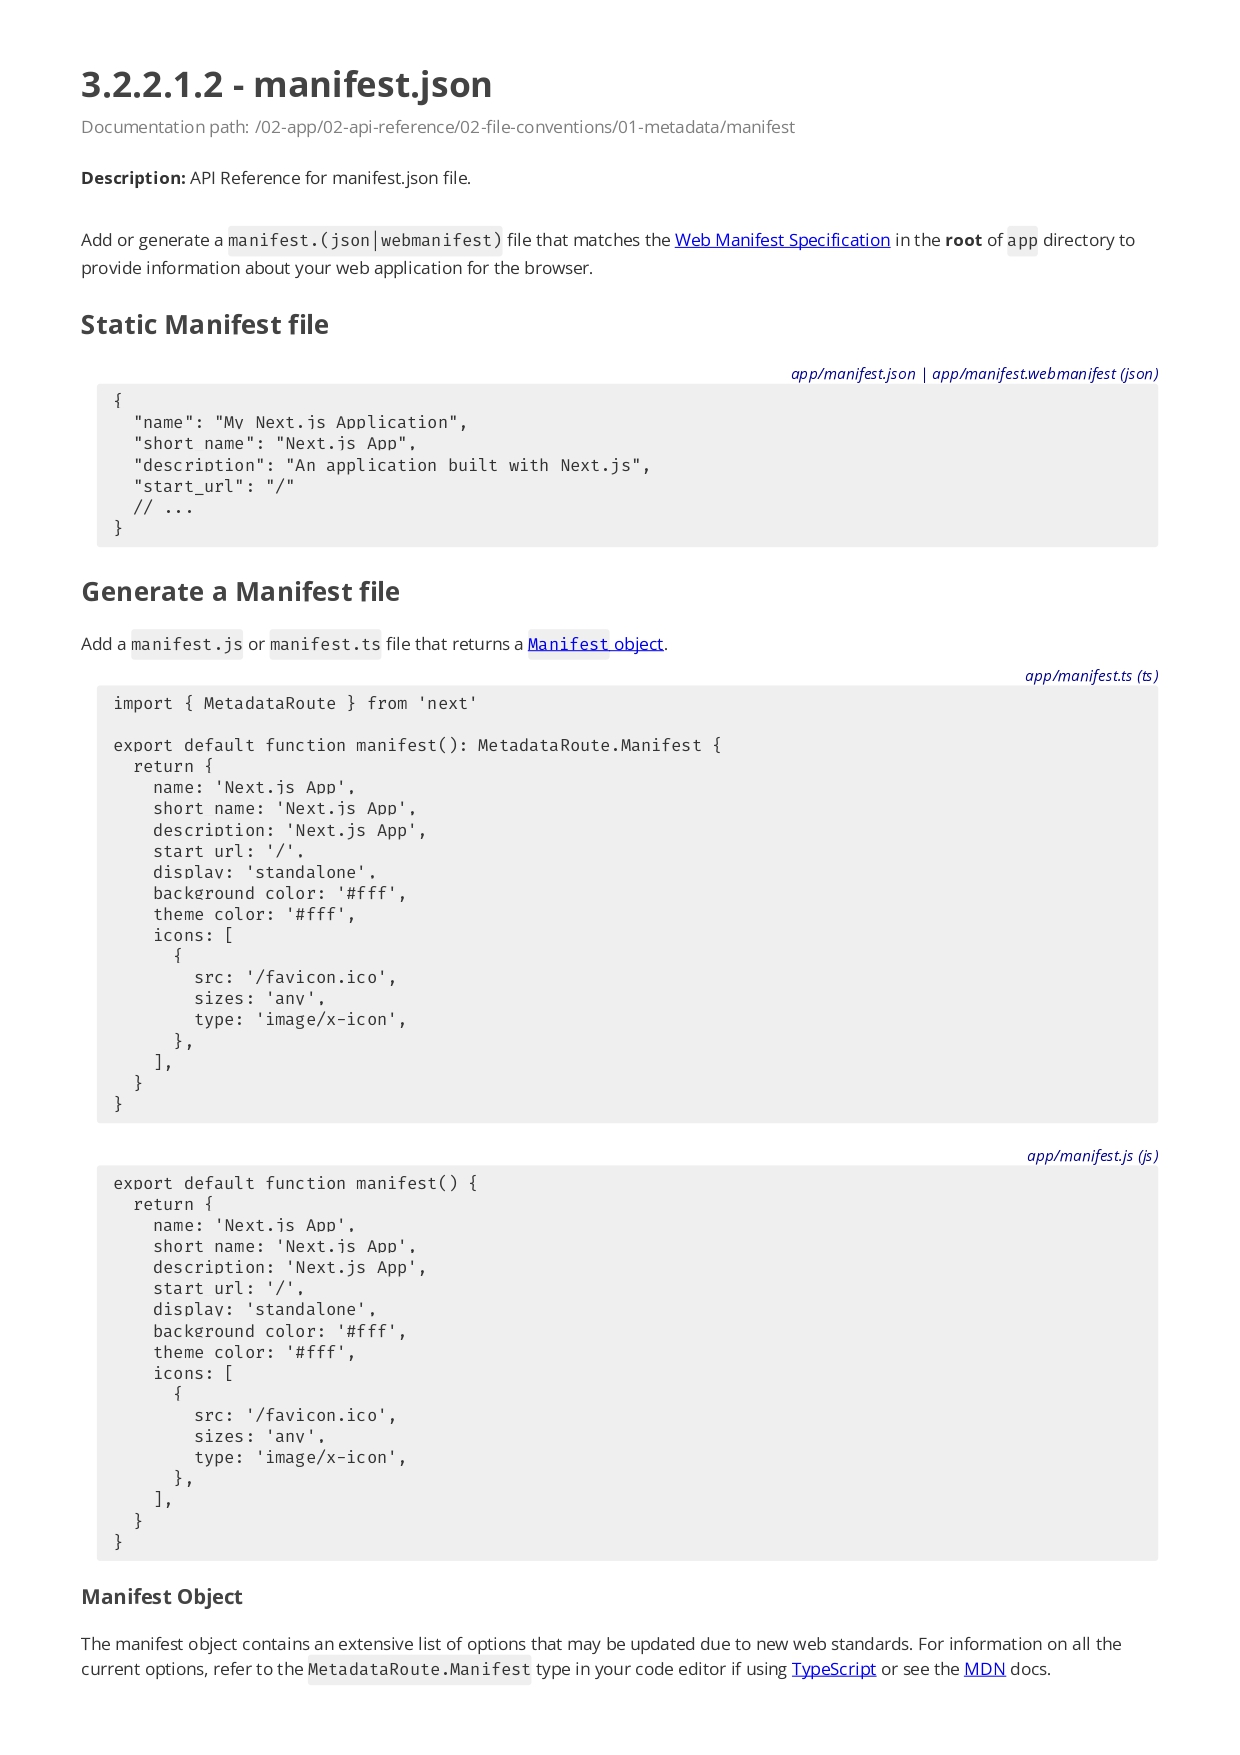 3.2.2.1.2 - manifest.json
Documentation path: /02-app/02-api-reference/02-file-conventions/01-metadata/manifest
Description: API Reference for manifest.json file.
Add or generate a manifest.(json|webmanifest) file that matches the Web Manifest Specification in the root of app directory to
provide information about your web application for the browser.
Static Manifest file
app/manifest.json | app/manifest.webmanifest (json)
{
  "name": "My Next.js Application",
  "short_name": "Next.js App",
  "description": "An application built with Next.js",
  "start_url": "/"
  // ...
}
Generate a Manifest file
Add a manifest.js or manifest.ts file that returns a Manifest object.
app/manifest.ts (ts)
import { MetadataRoute } from 'next'
export default function manifest(): MetadataRoute.Manifest {
  return {
    name: 'Next.js App',
    short_name: 'Next.js App',
    description: 'Next.js App',
    start_url: '/',
    display: 'standalone',
    background_color: '#fff',
    theme_color: '#fff',
    icons: [
      {
        src: '/favicon.ico',
        sizes: 'any',
        type: 'image/x-icon',
      },
    ],
  }
}
app/manifest.js (js)
export default function manifest() {
  return {
    name: 'Next.js App',
    short_name: 'Next.js App',
    description: 'Next.js App',
    start_url: '/',
    display: 'standalone',
    background_color: '#fff',
    theme_color: '#fff',
    icons: [
      {
        src: '/favicon.ico',
        sizes: 'any',
        type: 'image/x-icon',
      },
    ],
  }
}
Manifest Object
The manifest object contains an extensive list of options that may be updated due to new web standards. For information on all the
current options, refer to the MetadataRoute.Manifest type in your code editor if using TypeScript or see the MDN docs.